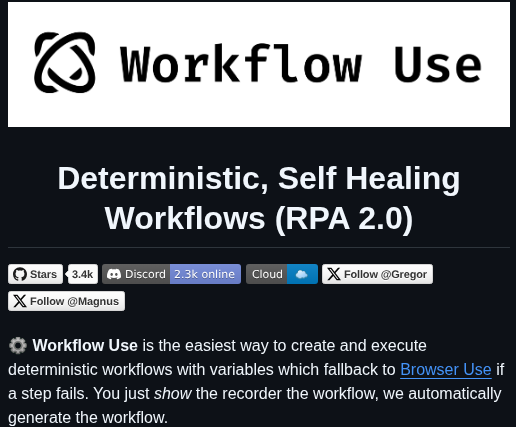 Workflow Use
Deterministic, Self Healing
Workflows (RPA 2.0)
Stars 3.4k Discord 2.3k online Cloud Follow @Gregor
Follow @Magnus
⚙️ Workflow Use is the easiest way to create and execute
deterministic workflows with variables which fallback to Browser Use if
a step fails. You just show the recorder the workflow, we automatically
generate the workflow.